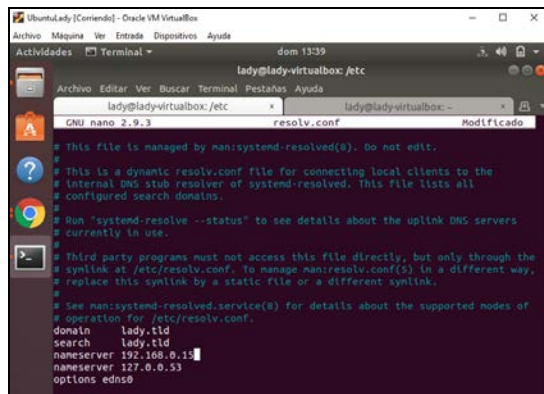 UbuntuLady [Corriendo] - Oracle VM VirtualBox
Archivo Máquina Ver Entrada Dispositivos Ayuda
Actividades Terminal dom 13:39
lady@lady-virtualbox: /etc
Archivo Editar Ver Buscar Terminal Pestañas Ayuda
lady@lady-virtualbox: /etc × lady@lady-virtualbox: ~ ×
GNU nano 2.9.3 resolv.conf Modificado
# This file is managed by man:systemd-resolved(8). Do not edit.
#
# This is a dynamic resolv.conf file for connecting local clients to the
# internal DNS stub resolver of systemd-resolved. This file lists all
# configured search domains.
#
# Run "systemd-resolve --status" to see details about the uplink DNS servers
# currently in use.
#
# Third party programs must not access this file directly, but only through the
# symlink at /etc/resolv.conf. To manage man:resolv.conf(5) in a different way,
# replace this symlink by a static file or a different symlink.
#
# See man:systemd-resolved.service(8) for details about the supported modes of
# operation for /etc/resolv.conf.
domain lady.tld
search lady.tld
nameserver 192.168.0.15
nameserver 127.0.0.53
options edns0